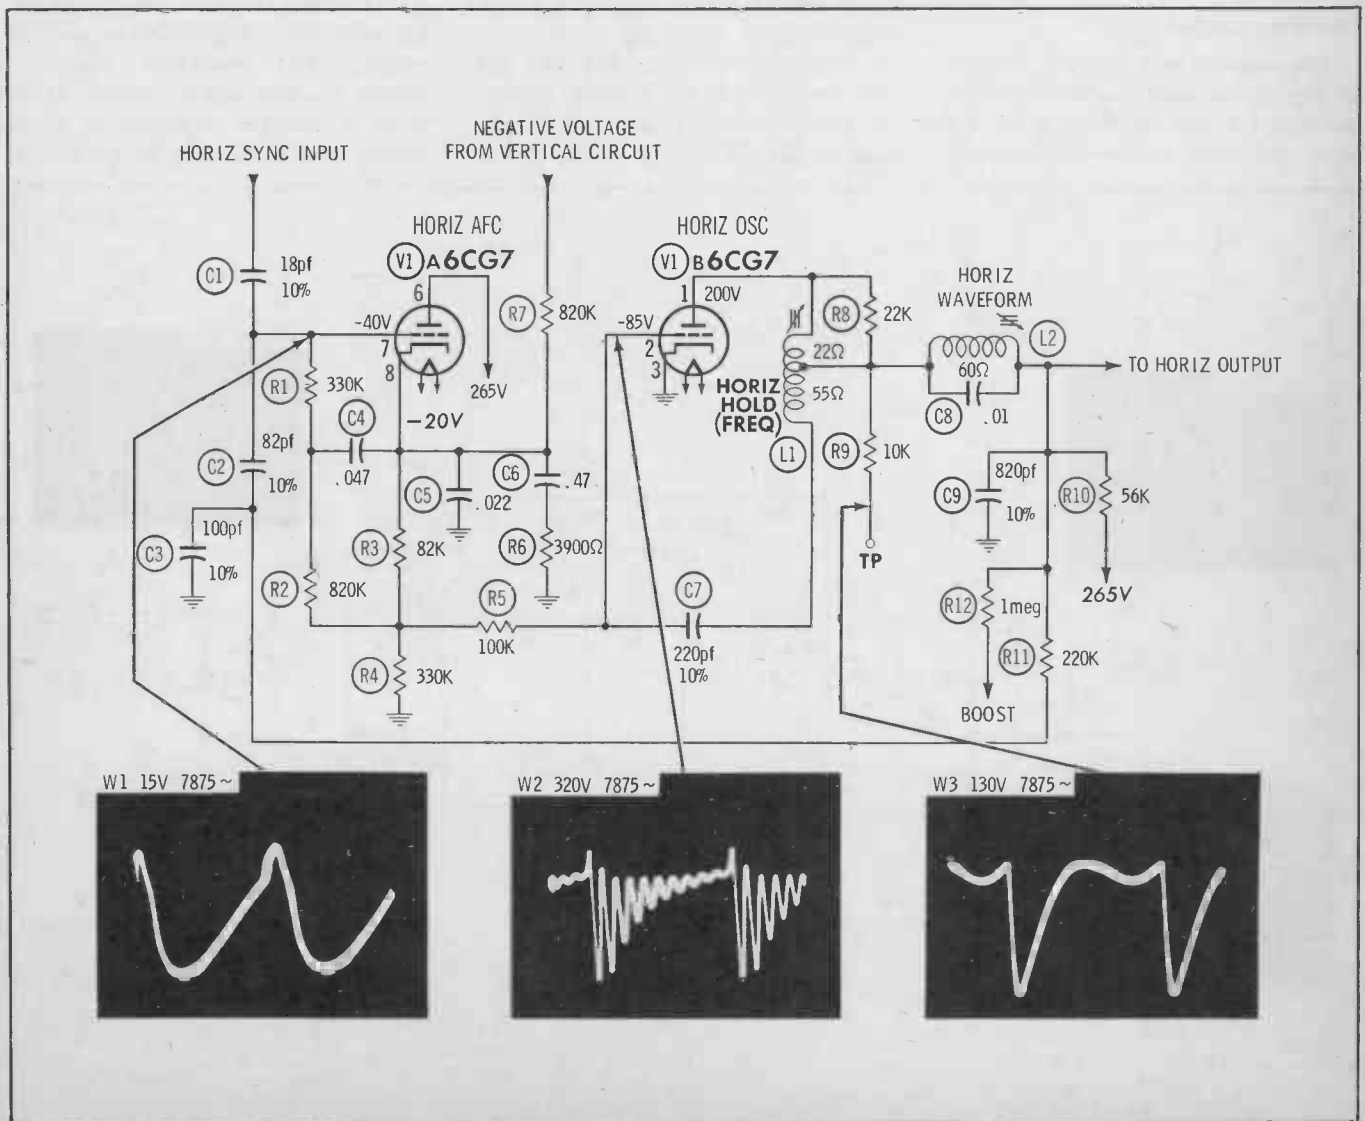 HORIZ SYNC INPUT
NEGATIVE VOLTAGE
FROM VERTICAL CIRCUIT
HORIZ AFC
V1 A 6CG7
HORIZ OSC
V1 B 6CG7
HORIZ
WAVEFORM
C1
18pf
10%
6
-40V
7
8
265V
-20V
R7
820K
1
200V
-85V
2
3
R8
22K
22Ω
55Ω
HORIZ
HOLD
(FREQ)
L1
60Ω
L2
C8
.01
TO HORIZ OUTPUT
R1
330K
C4
.047
C2
82pf
10%
C3
100pf
10%
R2
820K
C5
.022
C6
.47
R3
82K
R6
3900Ω
R5
100K
R4
330K
C7
220pf
10%
R9
10K
TP
C9
820pf
10%
R10
56K
265V
R12
1meg
R11
220K
BOOST
W1 15V 7875~
W2 320V 7875~
W3 130V 7875~